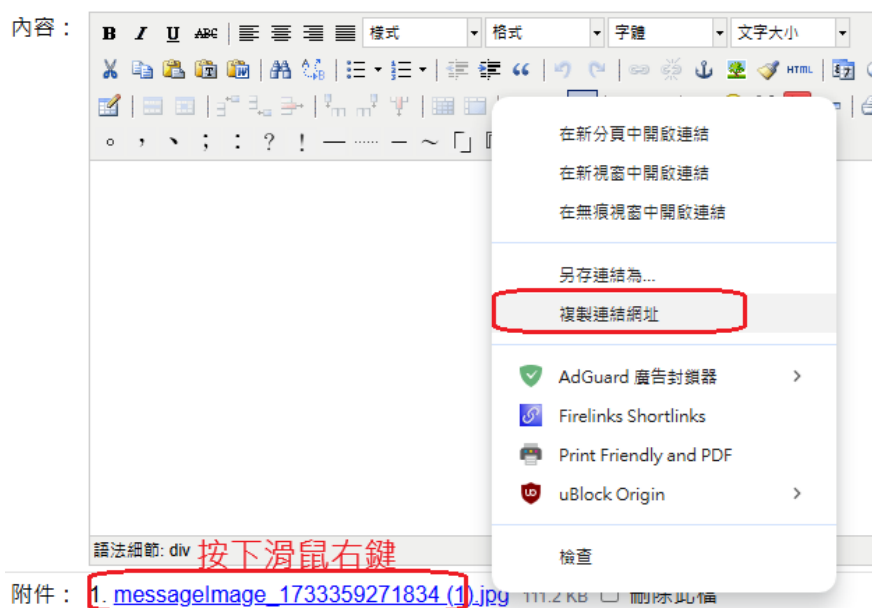 內容：
B I U ABC 樣式 格式 字體 文字大小
HTML
。 ， 、 ； ： ？ ！ — …… – ～ 「」
在新分頁中開啟連結
在新視窗中開啟連結
在無痕視窗中開啟連結
另存連結為...
複製連結網址
AdGuard 廣告封鎖器
Firelinks Shortlinks
Print Friendly and PDF
uBlock Origin
檢查
語法細節: div 按下滑鼠右鍵
附件： 1. messageImage_1733359271834 (1).jpg 111.2 KB 刪除此檔